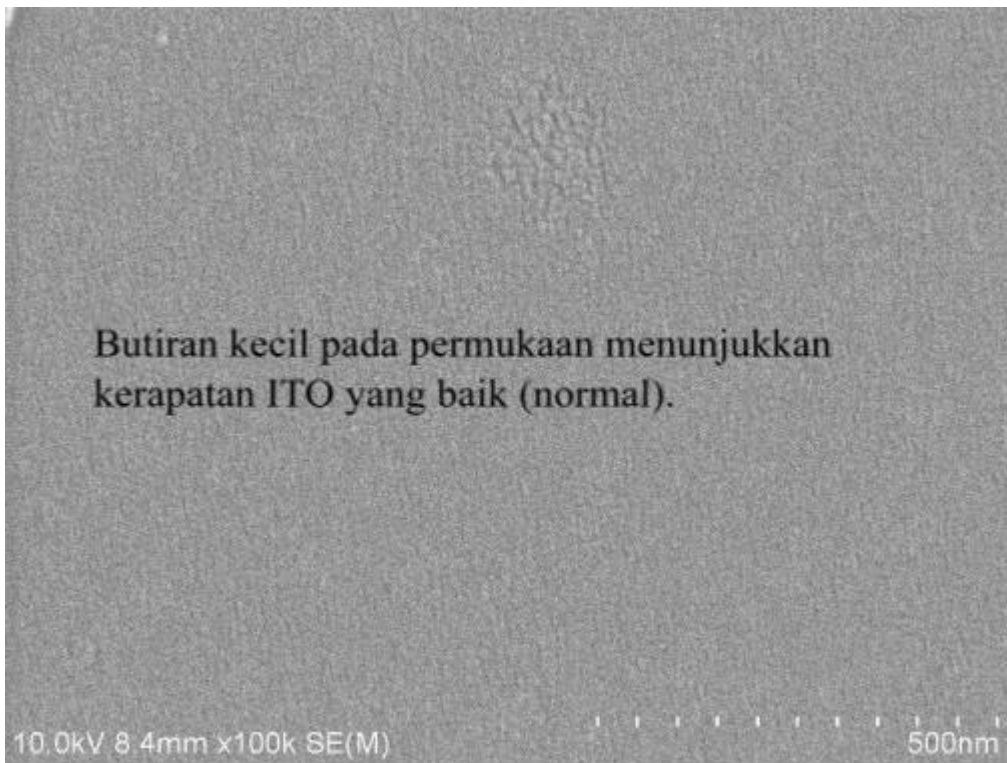 Butiran kecil pada permukaan menunjukkan
kerapatan ITO yang baik (normal).
10.0kV 8.4mm x100k SE(M)
500nm